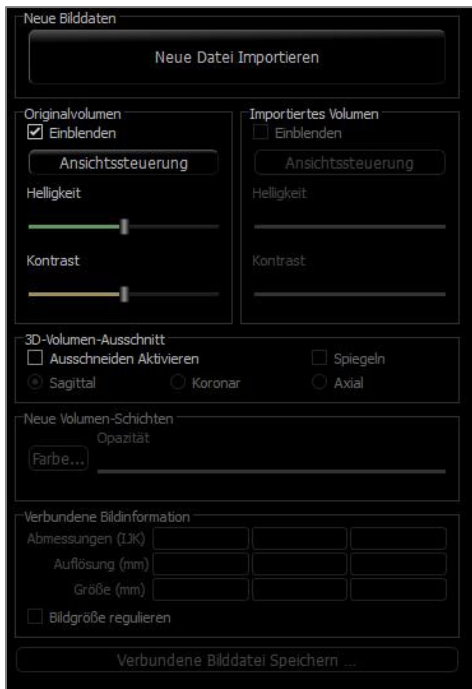 Neue Bilddaten
Neue Datei Importieren
Originalvolumen
Einblenden
Ansichtssteuerung
Helligkeit
Kontrast
Importiertes Volumen
Einblenden
Ansichtssteuerung
Helligkeit
Kontrast
3D-Volumen-Ausschnitt
Ausschneiden Aktivieren
Spiegeln
Sagittal
Koronar
Axial
Neue Volumen-Schichten
Opazität
Farbe...
Verbundene Bildinformation
Abmessungen (IJK)
Auflösung (mm)
Größe (mm)
Bildgröße regulieren
Verbundene Bilddatei Speichern ...